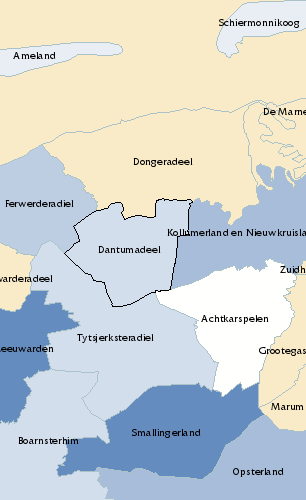 Schiermonnikoog
Ameland
De Marne
Dongeradeel
Ferwerderadiel
Kollumerland en Nieuwkruisla
Dantumadeel
Zuidh
warderadeel
Achtkarspelen
Tytsjerksteradiel
eeuwarden
Grootegas
Marum
Smallingerland
Boarnsterhim
Opsterland